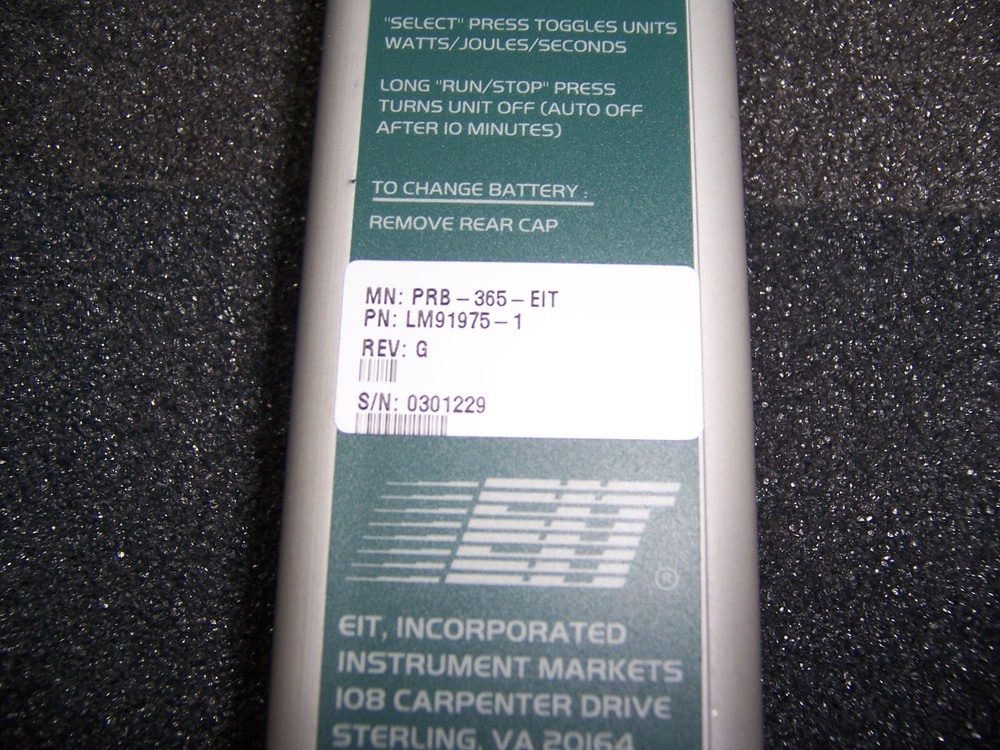 "SELECT" PRESS TOGGLES UNITS
WATTS/JOULES/SECONDS
LONG "RUN/STOP" PRESS
TURNS UNIT OFF (AUTO OFF
AFTER 10 MINUTES)
TO CHANGE BATTERY :
REMOVE REAR CAP
MN: PRB-365-EIT
PN: LM91975-1
REV: G
S/N: 0301229
EIT ®
EIT, INCORPORATED
INSTRUMENT MARKETS
108 CARPENTER DRIVE
STERLING, VA 20164